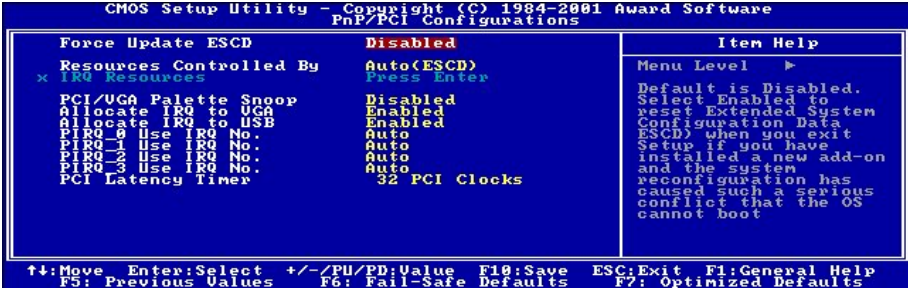 CMOS Setup Utility - Copyright (C) 1984-2001 Award Software
PnP/PCI Configurations
Force Update ESCD Disabled
Resources Controlled By Auto(ESCD)
x IRQ Resources Press Enter
PCI/VGA Palette Snoop Disabled
Allocate IRQ to VGA Enabled
Allocate IRQ to USB Enabled
PIRQ_0 Use IRQ No. Auto
PIRQ_1 Use IRQ No. Auto
PIRQ_2 Use IRQ No. Auto
PIRQ_3 Use IRQ No. Auto
PCI Latency Timer 32 PCI Clocks
Item Help
Menu Level ►
Default is Disabled.
Select Enabled to
reset Extended System
Configuration Data
ESCD) when you exit
Setup if you have
installed a new add-on
and the system
reconfiguration has
caused such a serious
conflict that the OS
cannot boot
↑↓:Move Enter:Select +/-/PU/PD:Value F10:Save ESC:Exit F1:General Help
F5: Previous Values F6: Fail-Safe Defaults F7: Optimized Defaults